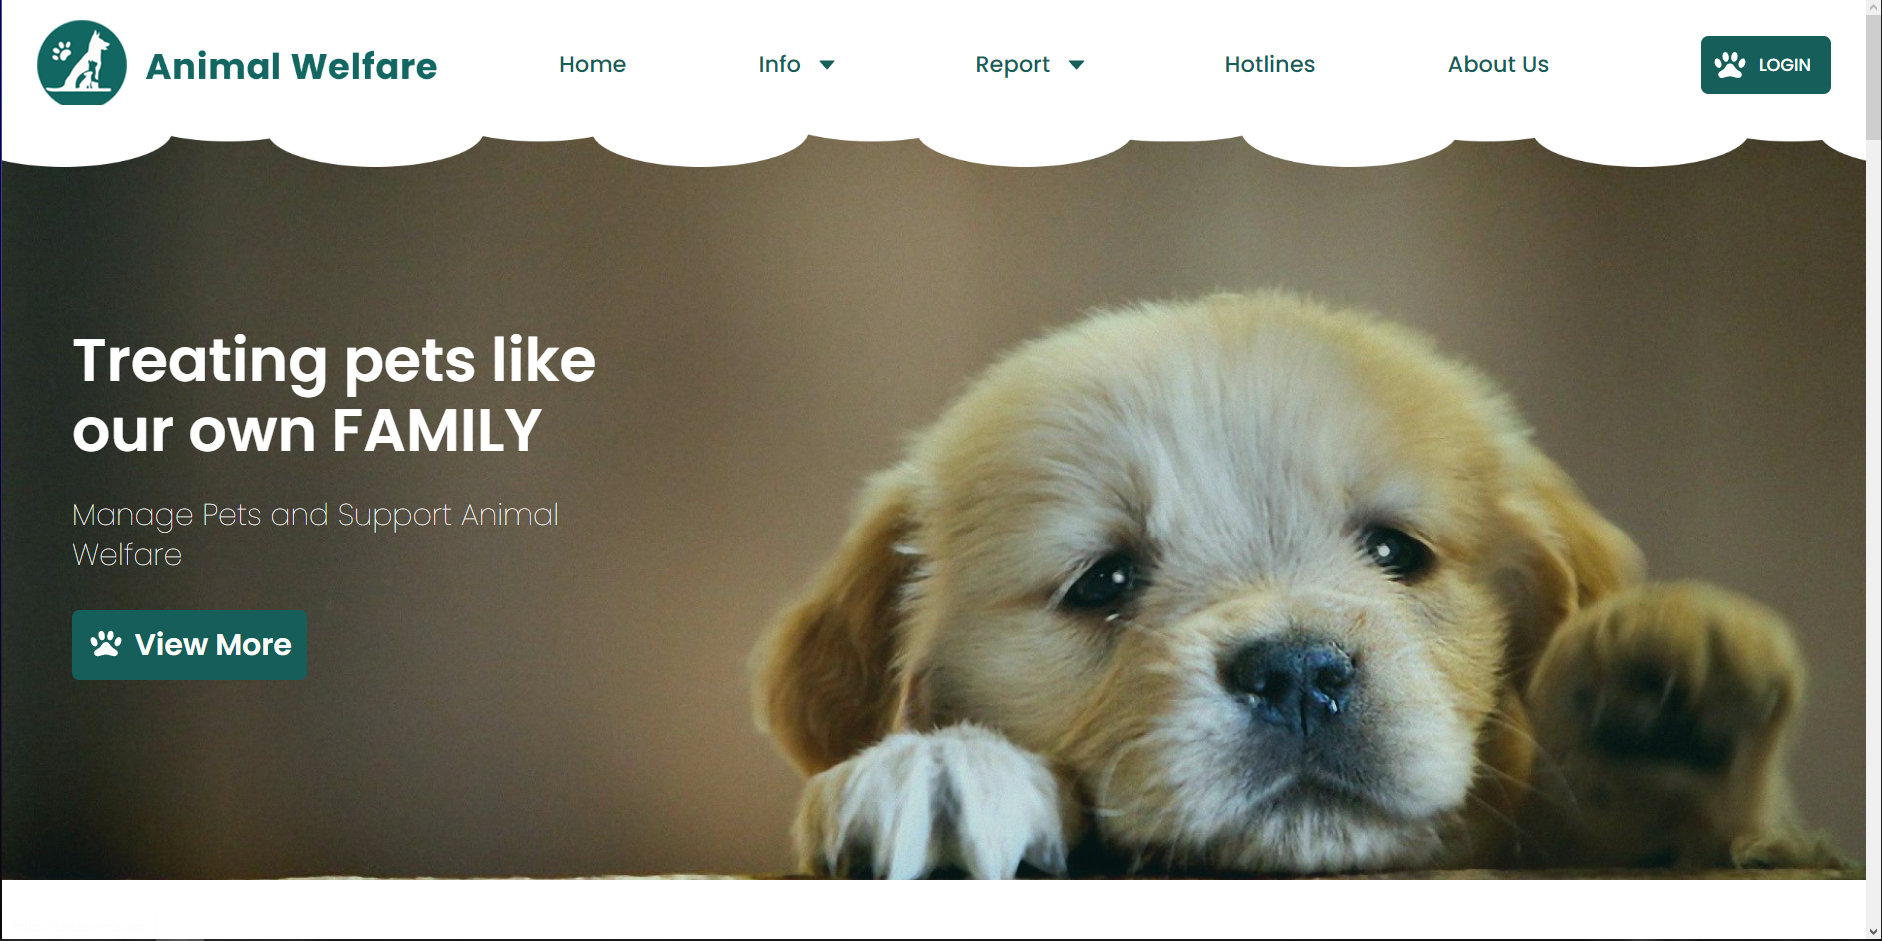 Animal Welfare
Home
Info
Report
Hotlines
About Us
LOGIN
Treating pets like
our own FAMILY
Manage Pets and Support Animal
Welfare
View More